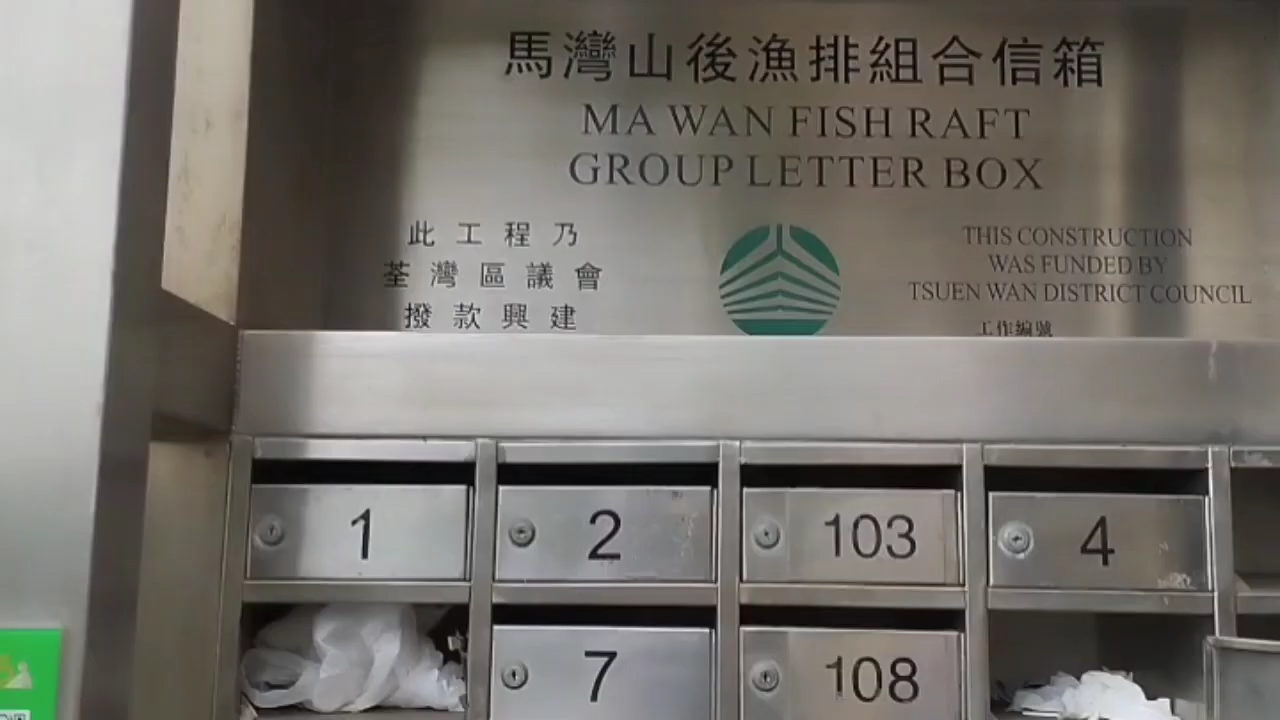 馬灣山後漁排組合信箱
MA WAN FISH RAFT
GROUP LETTER BOX
此工程乃
荃灣區議會
撥款興建
THIS CONSTRUCTION
WAS FUNDED BY
TSUEN WAN DISTRICT COUNCIL
工作編號
1
2
103
4
7
108